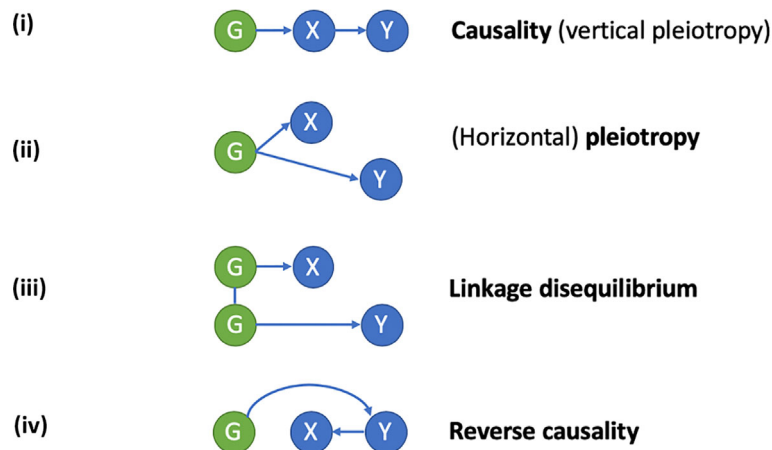 (i) G X Y Causality (vertical pleiotropy)
(ii) G X Y (Horizontal) pleiotropy
(iii) G X G Y Linkage disequilibrium
(iv) G X Y Reverse causality